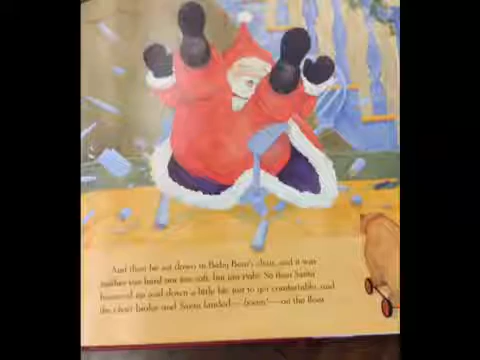 And then he sat down in Baby Bear's chair, and it was
neither too hard nor too soft, but just right. So then Santa
bounced up and down a little bit, just to get comfortable, and
the chair broke and Santa landed—boom!—on the floor.